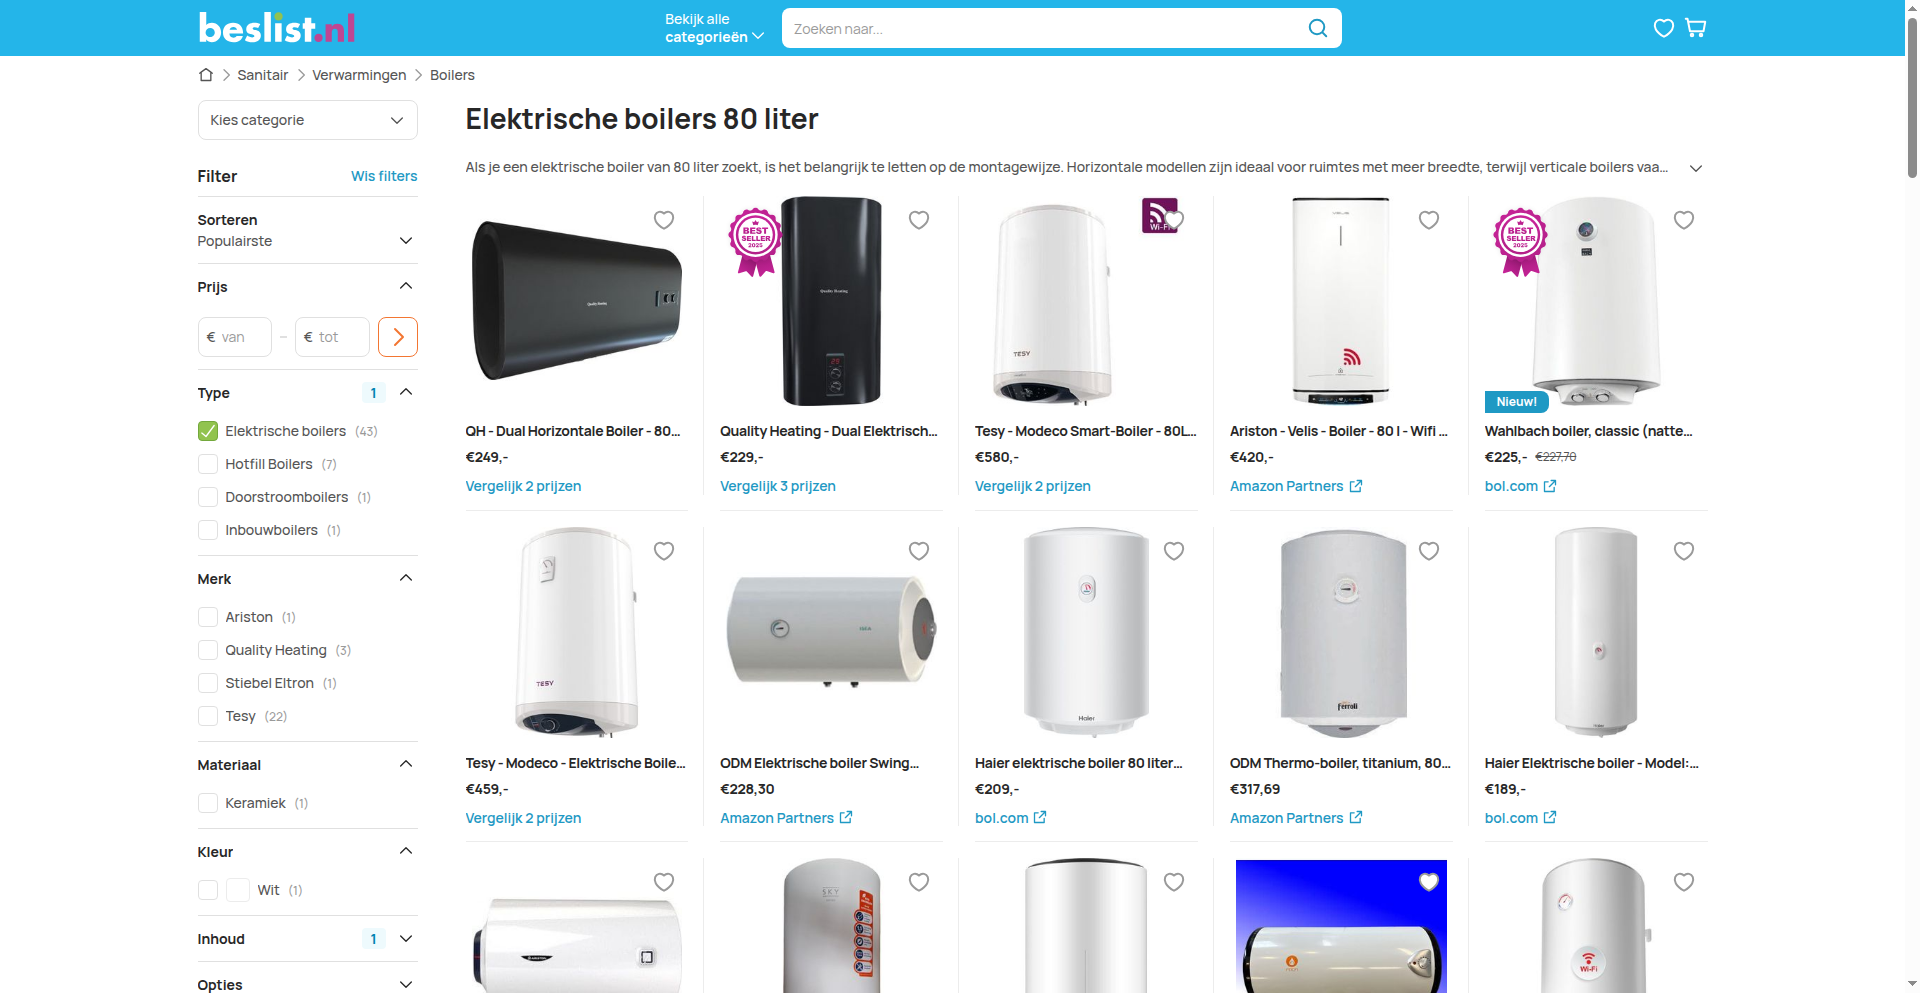 beslist.nl
Bekijk alle
categorieën
Zoeken naar...
Sanitair
Verwarmingen
Boilers
Kies categorie
Filter
Wis filters
Sorteren
Populairste
Prijs
€ van
–
€ tot
Type
1
Elektrische boilers (43)
Hotfill Boilers (7)
Doorstroomboilers (1)
Inbouwboilers (1)
Merk
Ariston (1)
Quality Heating (3)
Stiebel Eltron (1)
Tesy (22)
Materiaal
Keramiek (1)
Kleur
Wit (1)
Inhoud
1
Opties
Elektrische boilers 80 liter
Als je een elektrische boiler van 80 liter zoekt, is het belangrijk te letten op de montagewijze. Horizontale modellen zijn ideaal voor ruimtes met meer breedte, terwijl verticale boilers vaa...
Quality Heating
QH - Dual Horizontale Boiler - 80...
€249,-
Vergelijk 2 prijzen
BEST
SELLER
2025
Quality Heating
Quality Heating - Dual Elektrisch...
€229,-
Vergelijk 3 prijzen
Wi-Fi
TESY
Tesy - Modeco Smart-Boiler - 80L...
€580,-
Vergelijk 2 prijzen
Ariston - Velis - Boiler - 80 l - Wifi ...
€420,-
Amazon Partners
BEST
SELLER
2025
Nieuw!
Wahlbach boiler, classic (natte...
€225,- €227,70
bol.com
TESY
Tesy - Modeco - Elektrische Boile...
€459,-
Vergelijk 2 prijzen
ODM Elektrische boiler Swing...
€228,30
Amazon Partners
Haier
Haier elektrische boiler 80 liter...
€209,-
bol.com
Ferroli
ODM Thermo-boiler, titanium, 80...
€317,69
Amazon Partners
Haier Elektrische boiler - Model:...
€189,-
bol.com
SKY
Wi-Fi